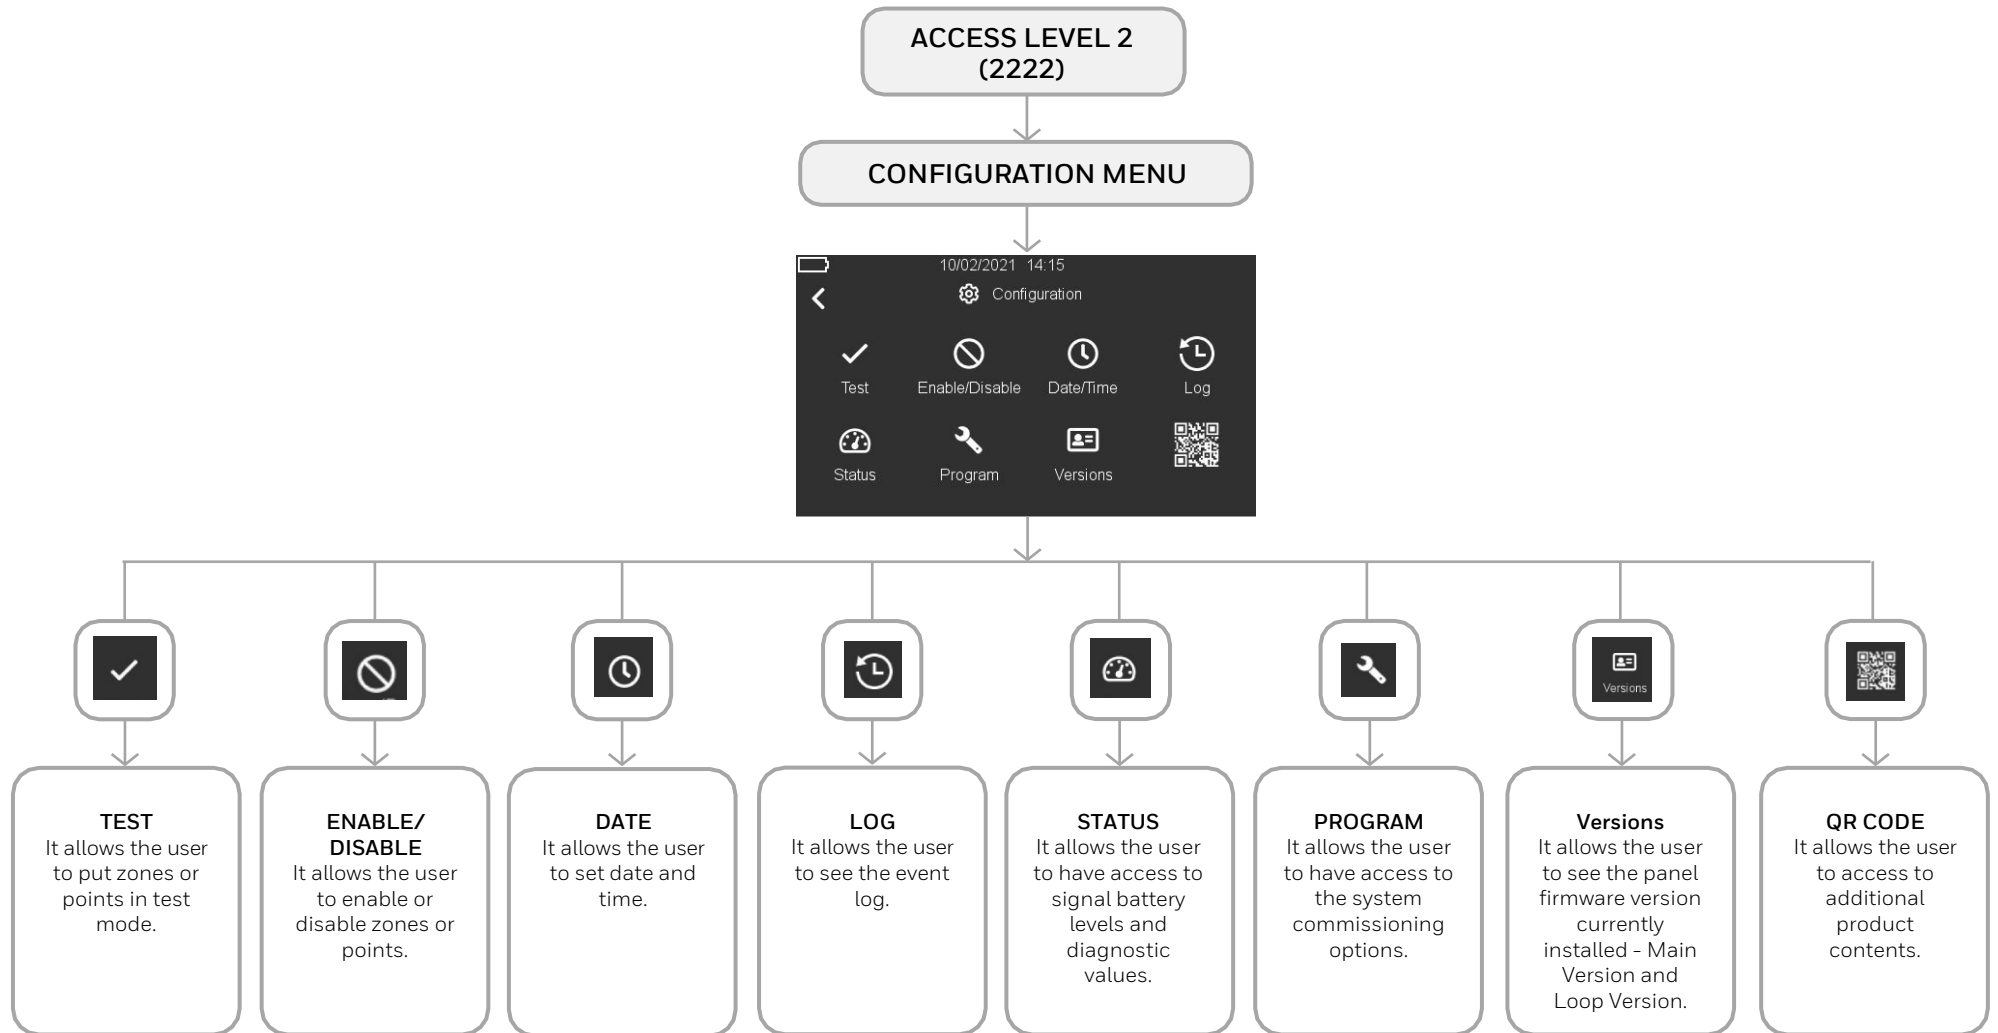 ACCESS LEVEL 2
(2222)
CONFIGURATION MENU
10/02/2021 14:15
Configuration
Test
Enable/Disable
Date/Time
Log
Status
Program
Versions
Versions
TEST
It allows the user
to put zones or
points in test
mode.
ENABLE/
DISABLE
It allows the user
to enable or
disable zones or
points.
DATE
It allows the user
to set date and
time.
LOG
It allows the user
to see the event
log.
STATUS
It allows the user
to have access to
signal battery
levels and
diagnostic
values.
PROGRAM
It allows the user
to have access to
the system
commissioning
options.
Versions
It allows the user
to see the panel
firmware version
currently
installed - Main
Version and
Loop Version.
QR CODE
It allows the user
to access to
additional
product
contents.